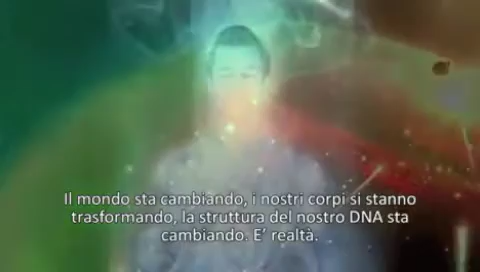 Il mondo sta cambiando, i nostri corpi si stanno
trasformando, la struttura del nostro DNA sta
cambiando. E' realtà.